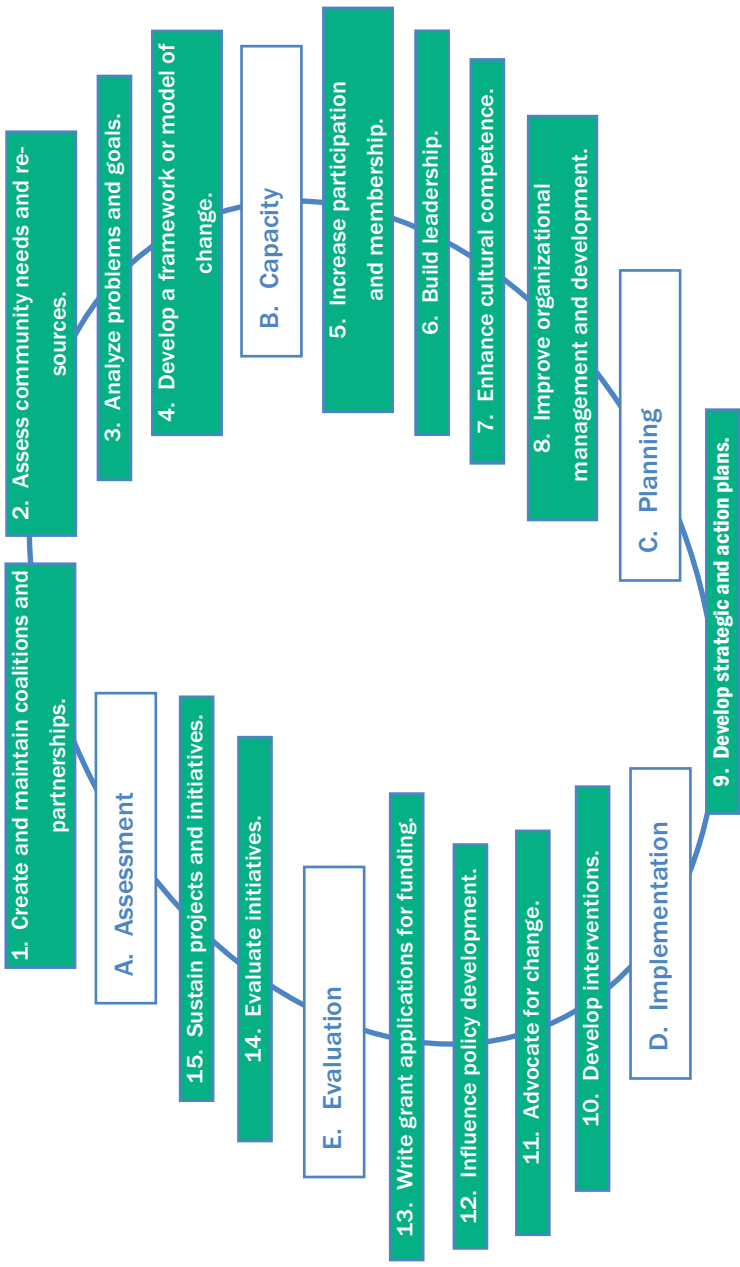 A. Assessment
1. Create and maintain coalitions and
partnerships.
2. Assess community needs and re-
sources.
3. Analyze problems and goals.
4. Develop a framework or model of
change.
B. Capacity
5. Increase participation
and membership.
6. Build leadership.
7. Enhance cultural competence.
8. Improve organizational
management and development.
C. Planning
9. Develop strategic and action plans.
D. Implementation
10. Develop interventions.
11. Advocate for change.
12. Influence policy development.
13. Write grant applications for funding.
E. Evaluation
14. Evaluate initiatives.
15. Sustain projects and initiatives.